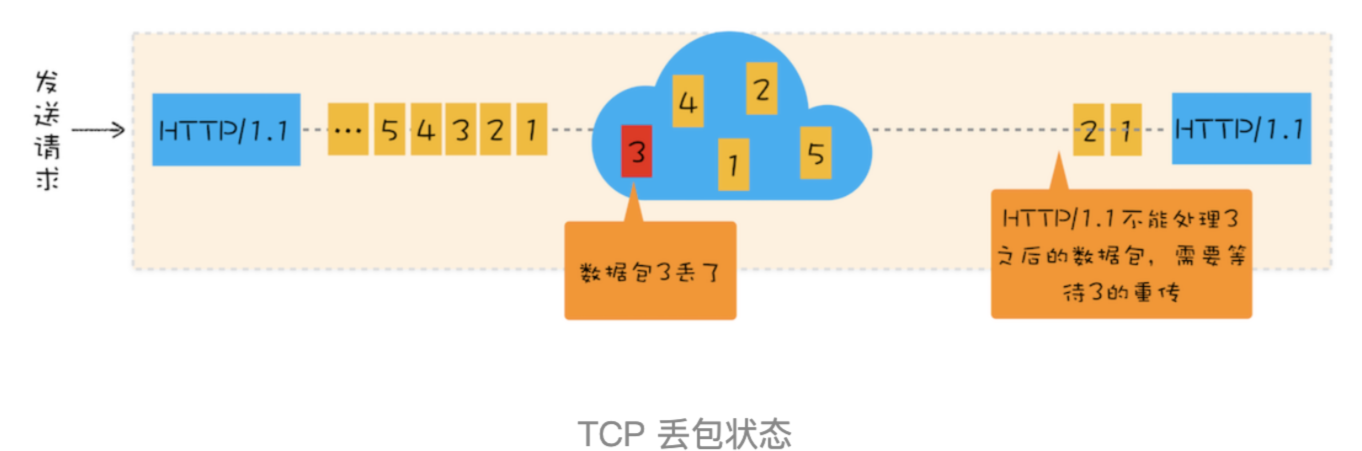 发送请求
HTTP/1.1
... 5 4 3 2 1
4
2
3
1
5
2 1
HTTP/1.1
数据包3丢了
HTTP/1.1不能处理3
之后的数据包，需要等
待3的重传
TCP 丢包状态